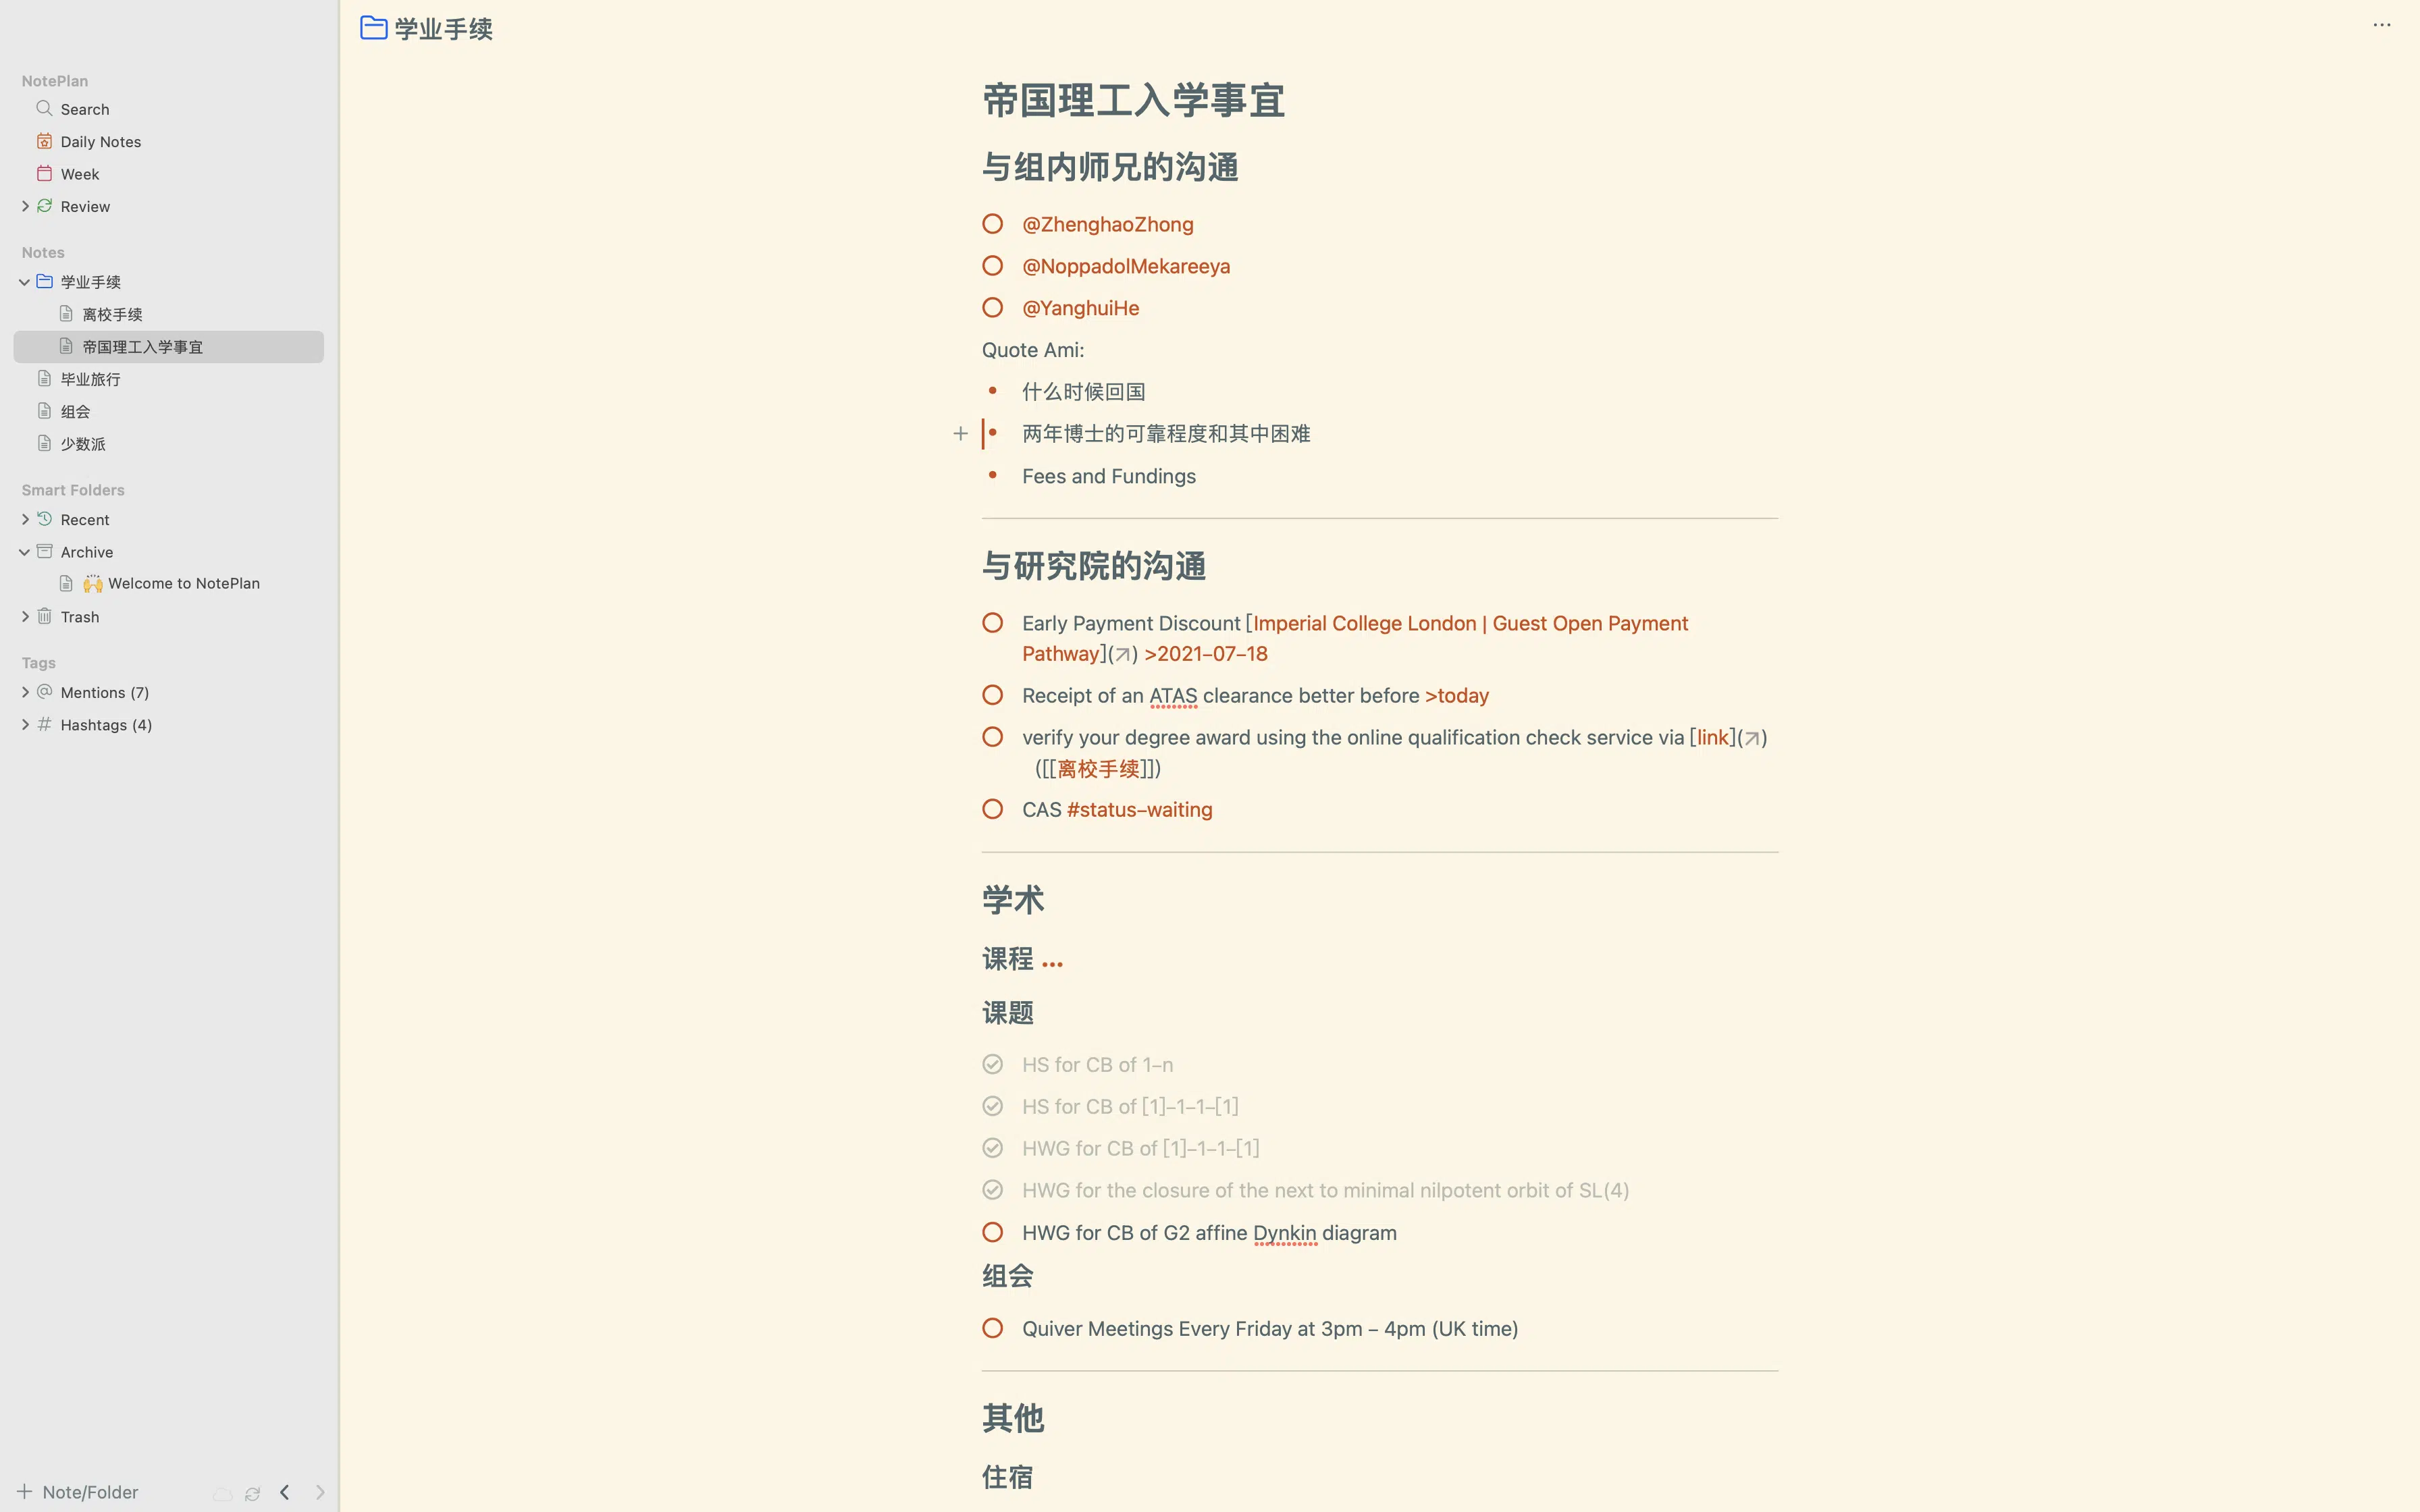 NotePlan
Search
Daily Notes
Week
Review
Notes
学业手续
离校手续
帝国理工入学事宜
毕业旅行
组会
少数派
Smart Folders
Recent
Archive
🙌 Welcome to NotePlan
Trash
Tags
Mentions (7)
Hashtags (4)
Note/Folder
学业手续
帝国理工入学事宜
与组内师兄的沟通
@ZhenghaoZhong
@NoppadolMekareeya
@YanghuiHe
Quote Ami:
• 什么时候回国
• 两年博士的可靠程度和其中困难
• Fees and Fundings
与研究院的沟通
Early Payment Discount [Imperial College London | Guest Open Payment
Pathway](↗) >2021-07-18
Receipt of an ATAS clearance better before >today
verify your degree award using the online qualification check service via [link](↗)
([[离校手续]])
CAS #status-waiting
学术
课程 ...
课题
HS for CB of 1-n
HS for CB of [1]-1-1-[1]
HWG for CB of [1]-1-1-[1]
HWG for the closure of the next to minimal nilpotent orbit of SL(4)
HWG for CB of G2 affine Dynkin diagram
组会
Quiver Meetings Every Friday at 3pm - 4pm (UK time)
其他
住宿